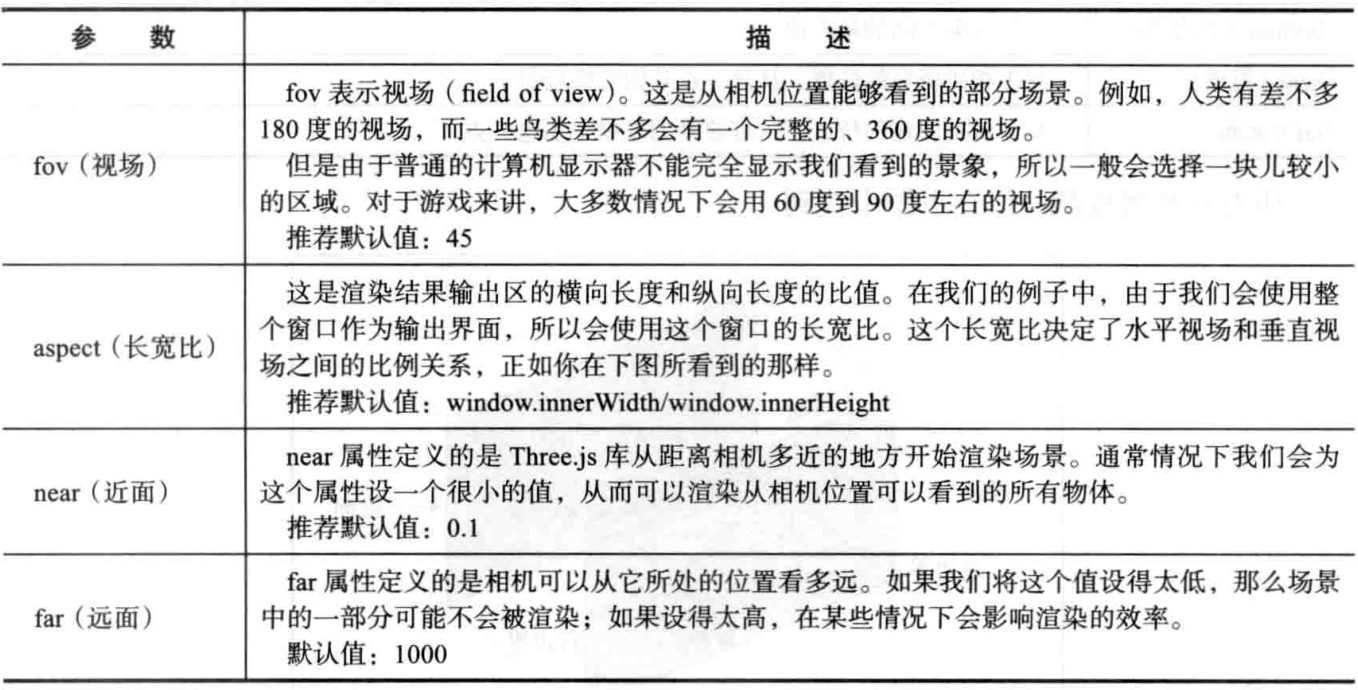 参 数 描 述
fov 表示视场（field of view）。这是从相机位置能够看到的部分场景。例如，人类有差不多
180 度的视场，而一些鸟类差不多会有一个完整的、360 度的视场。
fov（视场）
但是由于普通的计算机显示器不能完全显示我们看到的景象，所以一般会选择一块儿较小
的区域。对于游戏来讲，大多数情况下会用 60 度到 90 度左右的视场。
推荐默认值：45
这是渲染结果输出区的横向长度和纵向长度的比值。在我们的例子中，由于我们会使用整
个窗口作为输出界面，所以会使用这个窗口的长宽比。这个长宽比决定了水平视场和垂直视
aspect（长宽比）
场之间的比例关系，正如你在下图所看到的那样。
推荐默认值：window.innerWidth/window.innerHeight
near 属性定义的是 Three.js 库从距离相机多近的地方开始渲染场景。通常情况下我们会为
near（近面）
这个属性设一个很小的值，从而可以渲染从相机位置可以看到的所有物体。
推荐默认值：0.1
far 属性定义的是相机可以从它所处的位置看多远。如果我们将这个值设得太低，那么场景
far（远面）
中的一部分可能不会被渲染；如果设得太高，在某些情况下会影响渲染的效率。
默认值：1000